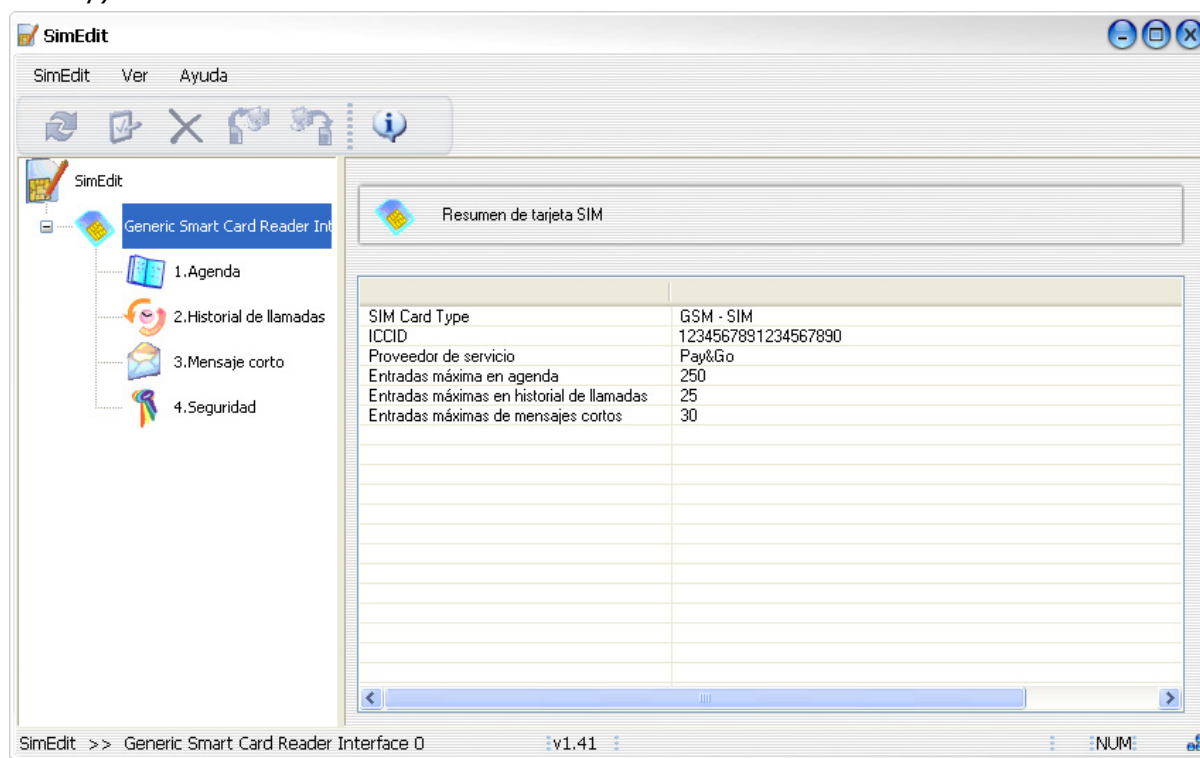 SimEdit
SimEdit Ver Ayuda
SimEdit
Generic Smart Card Reader Int
1.Agenda
2.Historial de llamadas
3.Mensaje corto
4.Seguridad
Resumen de tarjeta SIM
SIM Card Type GSM - SIM
ICCID 1234567891234567890
Proveedor de servicio Pay&Go
Entradas máxima en agenda 250
Entradas máximas en historial de llamadas 25
Entradas máximas de mensajes cortos 30
SimEdit >> Generic Smart Card Reader Interface 0 v1.41 NUM